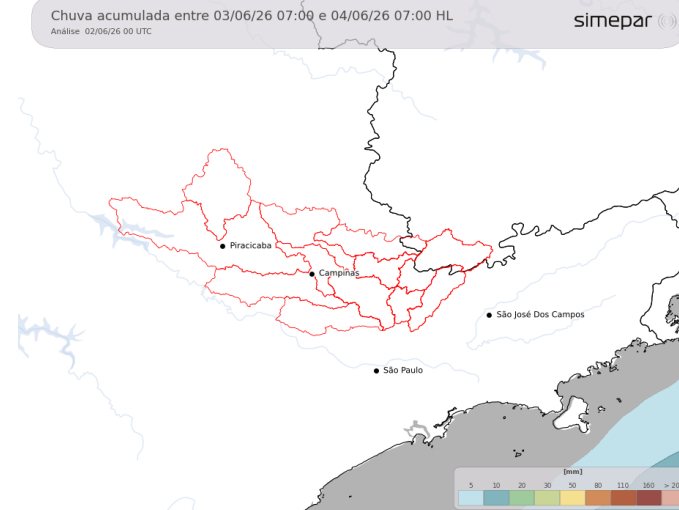 Chuva acumulada entre 03/06/26 07:00 e 04/06/26 07:00 HL
Análise 02/06/26 00 UTC
simepar
Piracicaba
Campinas
São José Dos Campos
São Paulo
[mm]
5 10 20 30 50 80 110 160 > 20